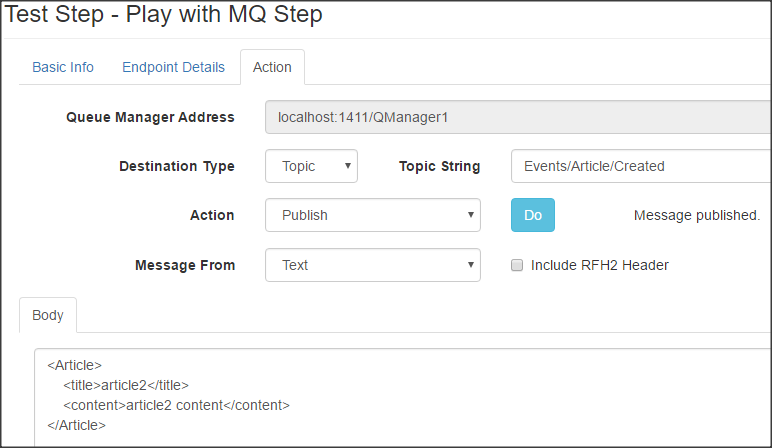 Test Step - Play with MQ Step
Basic Info Endpoint Details Action
Queue Manager Address localhost:1411/QManager1
Destination Type Topic Topic String Events/Article/Created
Action Publish Do Message published.
Message From Text Include RFH2 Header
Body
<Article>
<title>article2</title>
<content>article2 content</content>
</Article>